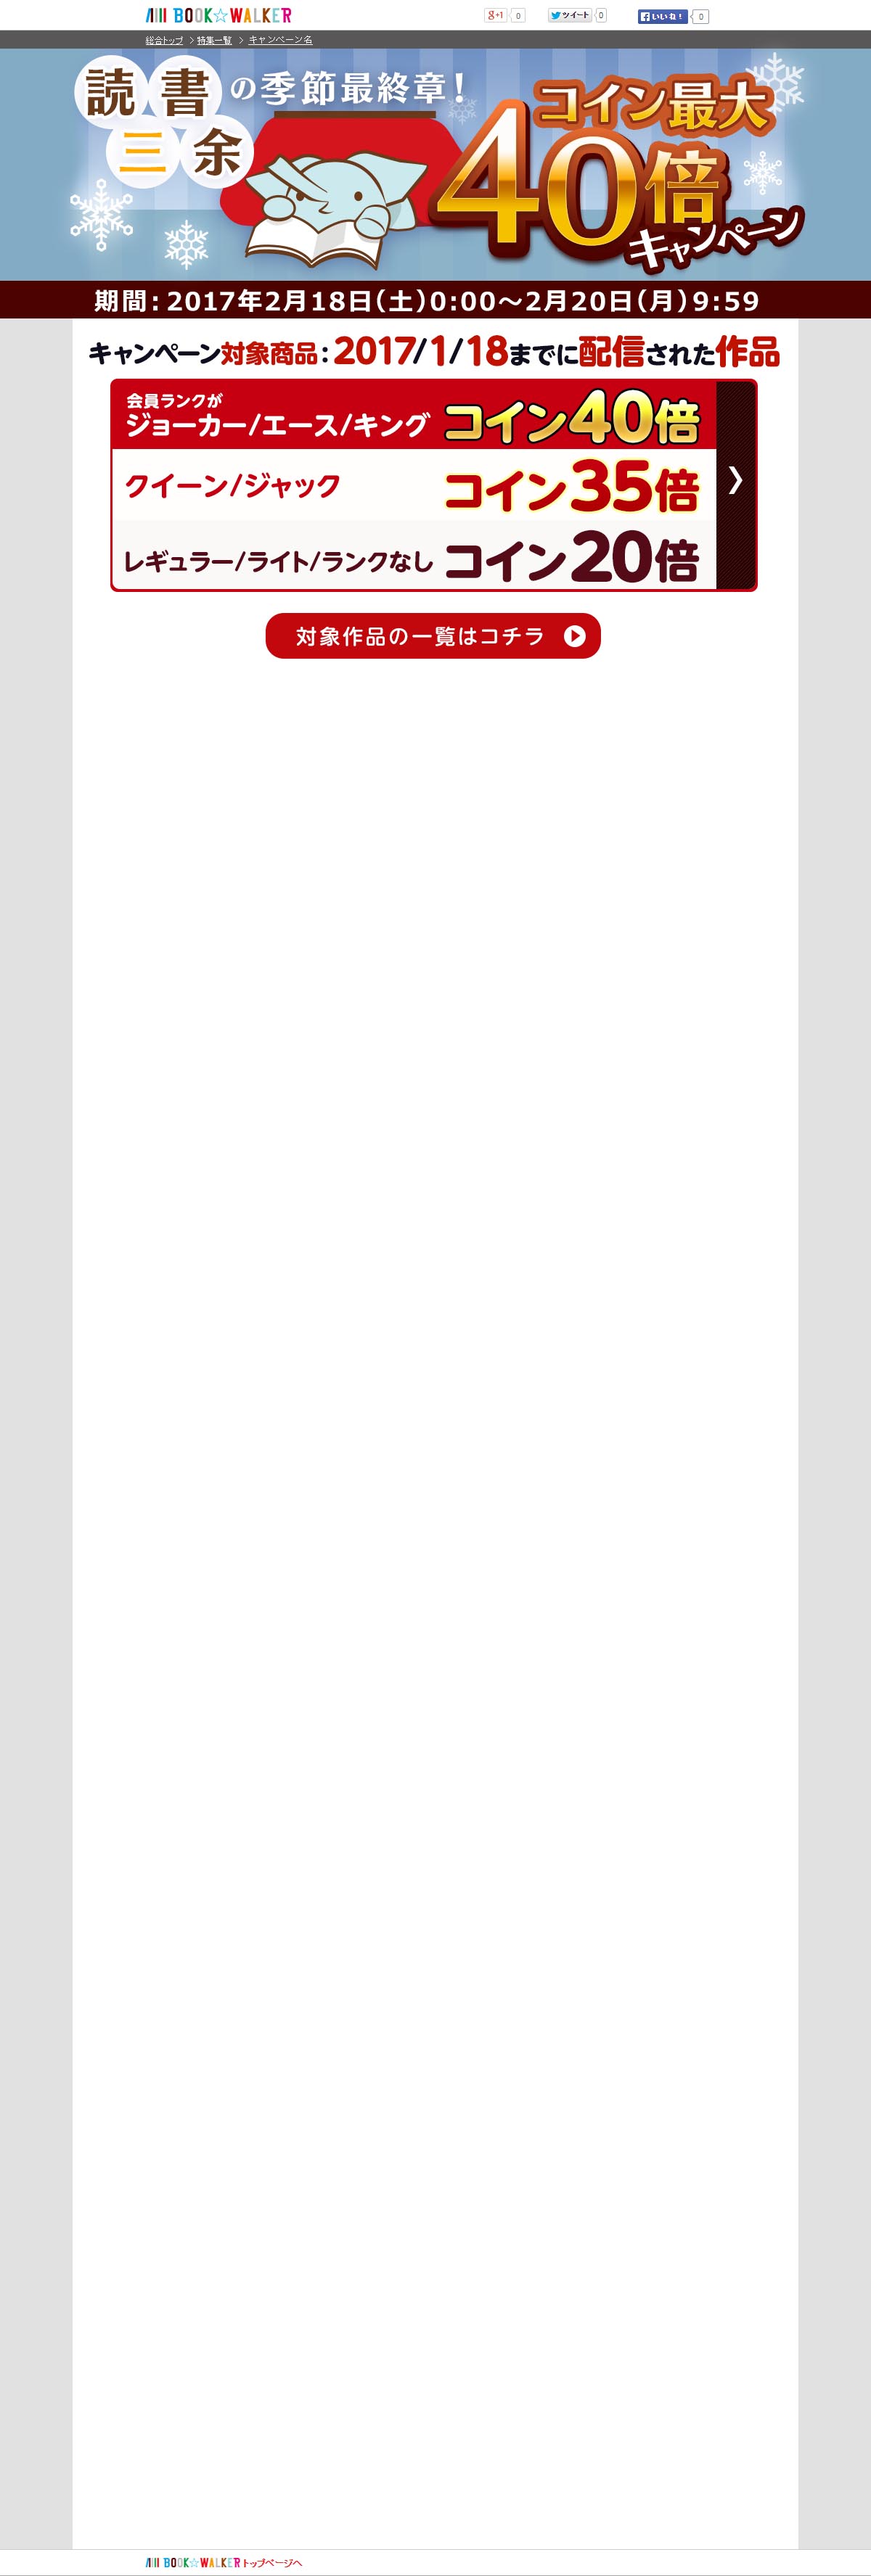 BOOK☆WALKER
g+1 0 ツイート 0 いいね！ 0
総合トップ > 特集一覧 > キャンペーン名
読書三余の季節最終章！
コイン最大
40倍
キャンペーン
期間：2017年2月18日(土)0:00～2月20日(月)9:59
キャンペーン対象商品：2017/1/18までに配信された作品
会員ランクが
ジョーカー/エース/キング コイン40倍
クイーン/ジャック コイン35倍
レギュラー/ライト/ランクなし コイン20倍
対象作品の一覧はコチラ
BOOK☆WALKER トップページへ